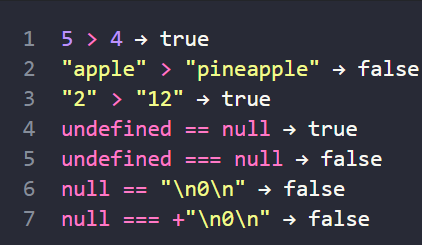 1 5 > 4 → true
2 "apple" > "pineapple" → false
3 "2" > "12" → true
4 undefined == null → true
5 undefined === null → false
6 null == "\n0\n" → false
7 null === +"\n0\n" → false